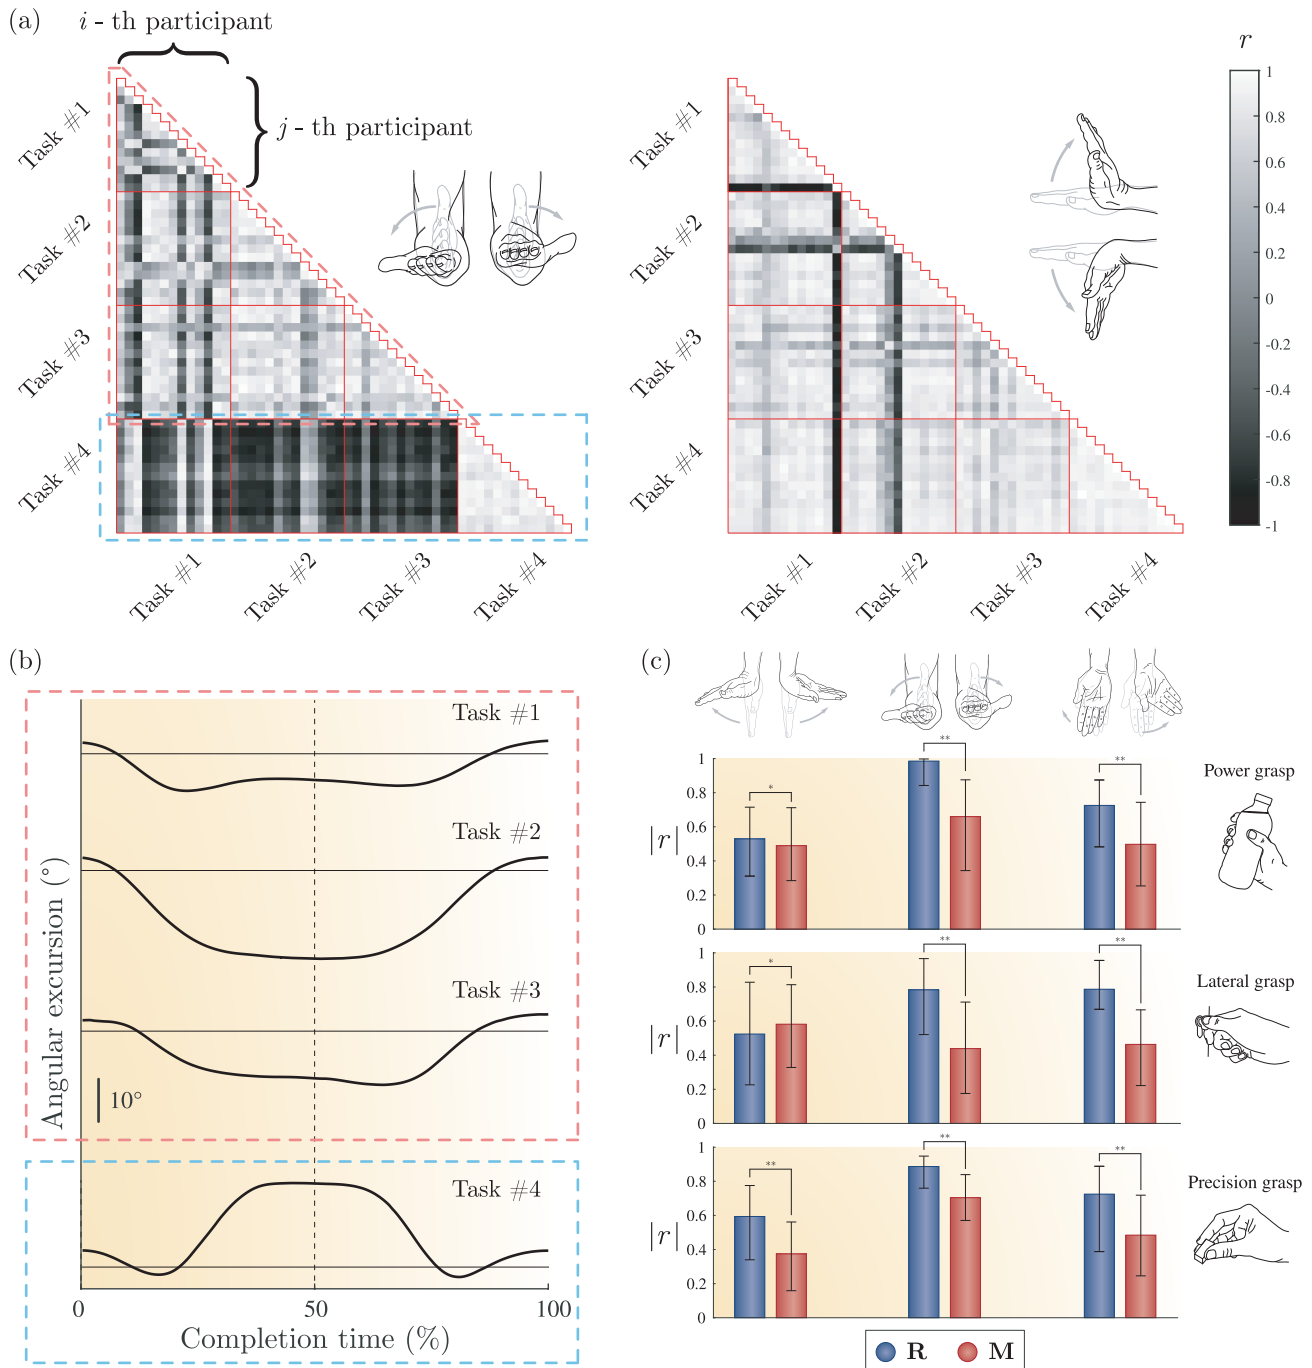 (a)
i - th participant
j - th participant
Task #1
Task #2
Task #3
Task #4
Task #1
Task #2
Task #3
Task #4
Task #1
Task #2
Task #3
Task #4
Task #1
Task #2
Task #3
Task #4
r
1
0.8
0.6
0.4
0.2
0
-0.2
-0.4
-0.6
-0.8
-1
(b)
Angular excursion (°)
Task #1
Task #2
Task #3
10°
Task #4
0
50
100
Completion time (%)
(c)
|r|
1
0.8
0.6
0.4
0.2
0
*
**
**
Power grasp
|r|
1
0.8
0.6
0.4
0.2
0
*
**
**
Lateral grasp
|r|
1
0.8
0.6
0.4
0.2
0
**
**
**
Precision grasp
R
M